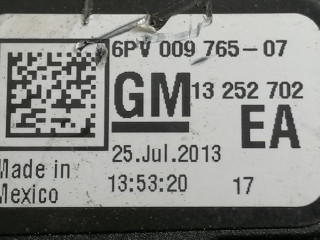 6PV 009 765-07
GM 13 252 702
EA
25.Jul.2013
Made in
Mexico
13:53:20 17